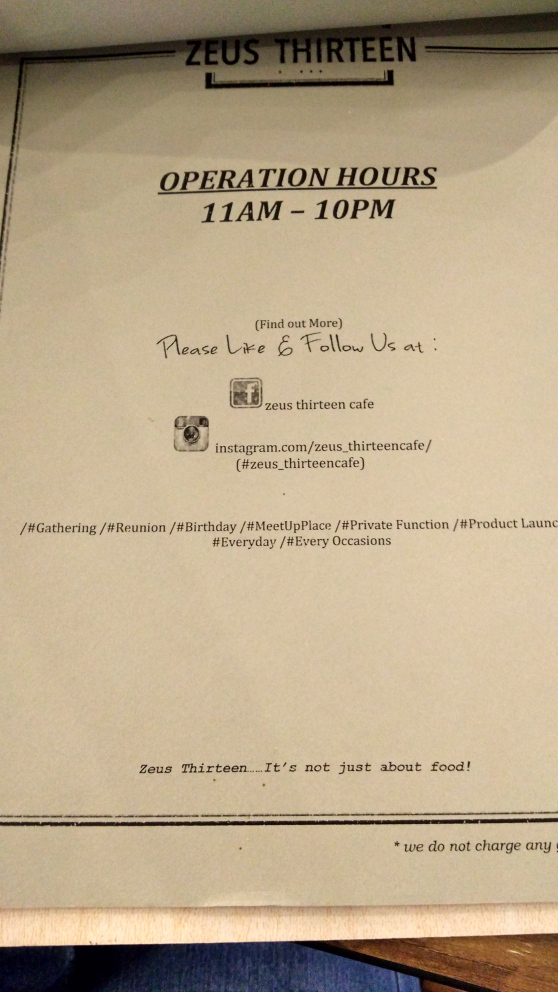 ZEUS THIRTEEN
OPERATION HOURS
11AM – 10PM
(Find out More)
Please Like & Follow Us at :
zeus thirteen cafe
instagram.com/zeus_thirteencafe/
(#zeus_thirteencafe)
/#Gathering /#Reunion /#Birthday /#MeetUpPlace /#Private Function /#Product Launc
#Everyday /#Every Occasions
Zeus Thirteen……It's not just about food!
* we do not charge any